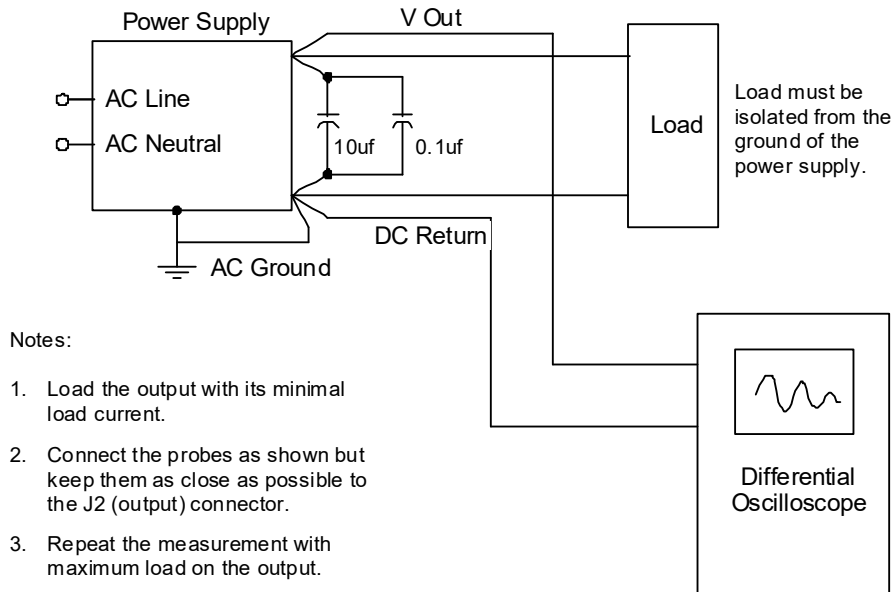 Power Supply
V Out
AC Line
AC Neutral
10uf
0.1uf
Load
Load must be
isolated from the
ground of the
power supply.
DC Return
AC Ground
Notes:
1. Load the output with its minimal
load current.
2. Connect the probes as shown but
keep them as close as possible to
the J2 (output) connector.
3. Repeat the measurement with
maximum load on the output.
Differential
Oscilloscope